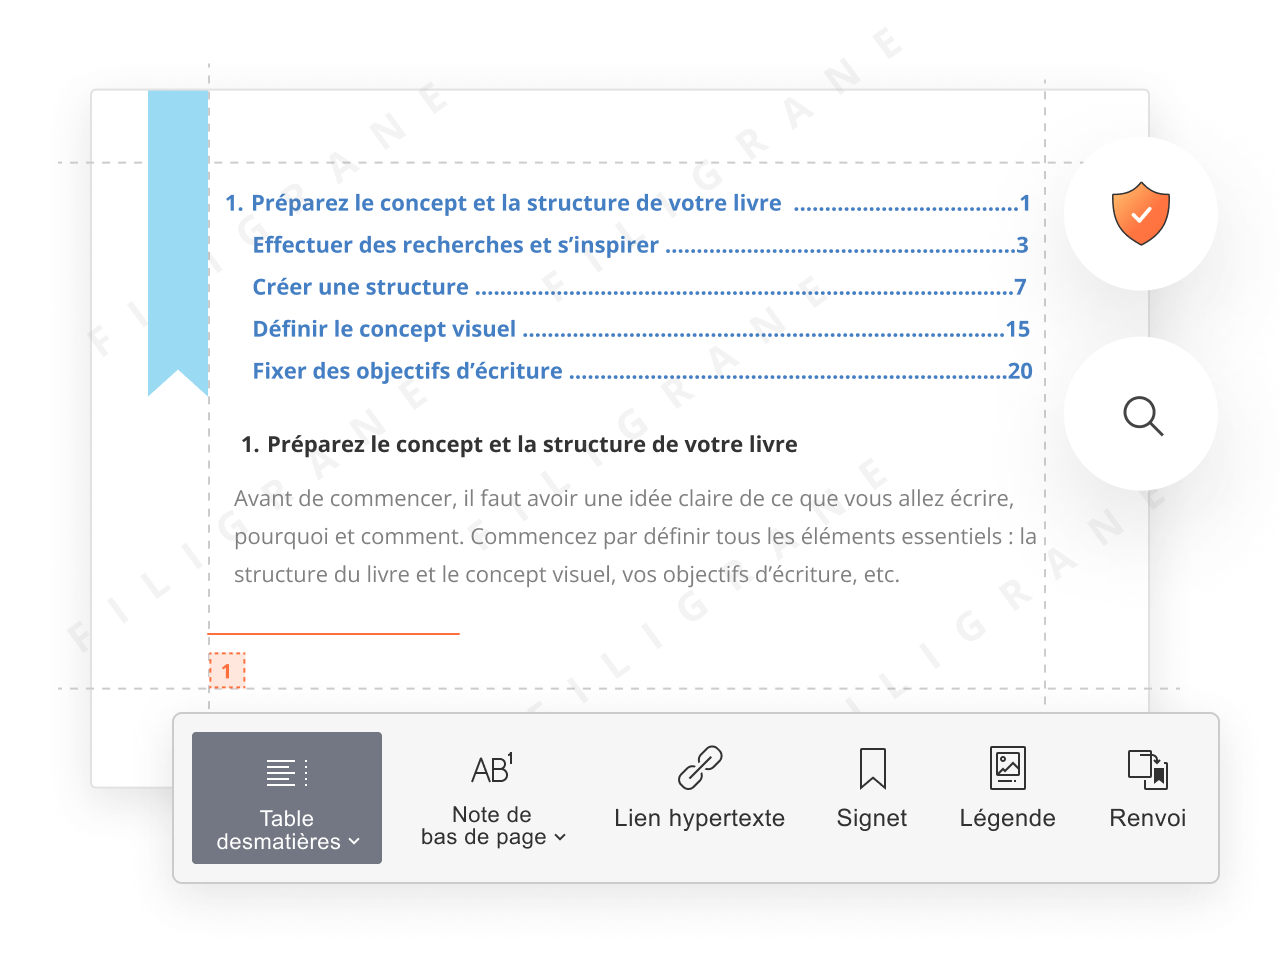 1. Préparez le concept et la structure de votre livre ....................................1
Effectuer des recherches et s’inspirer ........................................................3
Créer une structure ......................................................................................7
Définir le concept visuel .............................................................................15
Fixer des objectifs d’écriture ......................................................................20
1. Préparez le concept et la structure de votre livre
Avant de commencer, il faut avoir une idée claire de ce que vous allez écrire,
pourquoi et comment. Commencez par définir tous les éléments essentiels : la
structure du livre et le concept visuel, vos objectifs d’écriture, etc.
1
FILIGRANE
FILIGRANE
FILIGRANE
FILIGRANE
FILIGRANE
ILIGRANE
Table
desmatières
AB1
Note de
bas de page
Lien hypertexte
Signet
Légende
Renvoi